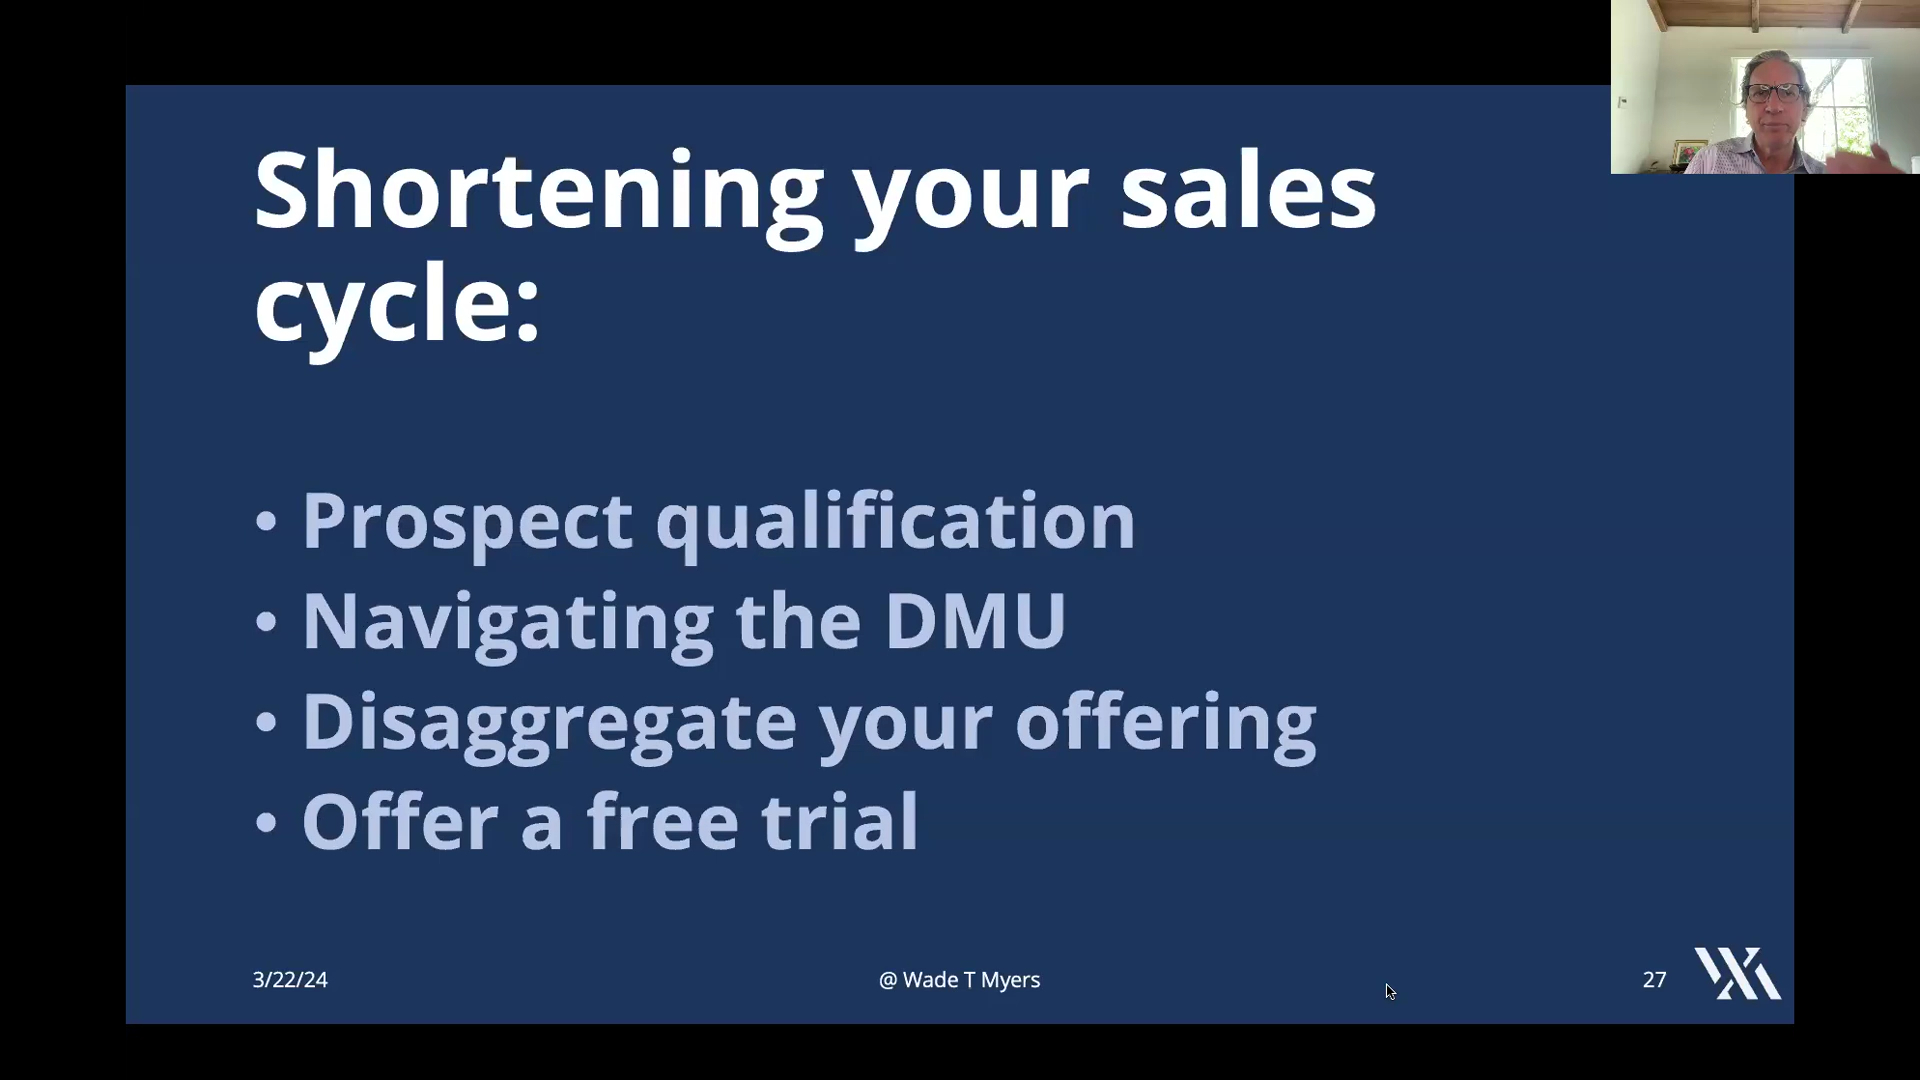 Shortening your sales
cycle:
• Prospect qualification
• Navigating the DMU
• Disaggregate your offering
• Offer a free trial
3/22/24
@ Wade T Myers
27